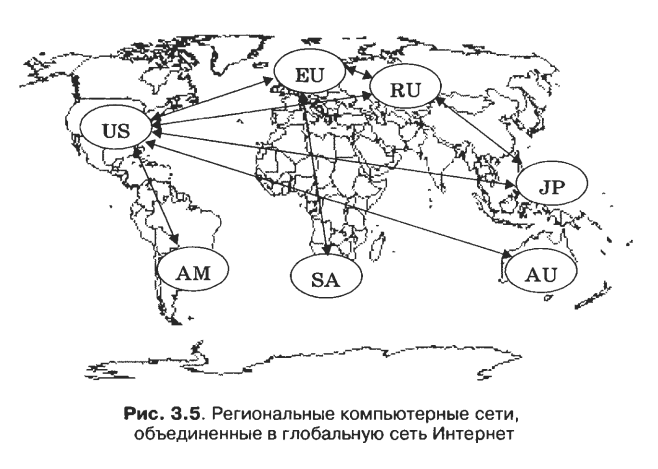 EU
RU
US
JP
AM
SA
AU
Рис. 3.5. Региональные компьютерные сети,
объединенные в глобальную сеть Интернет